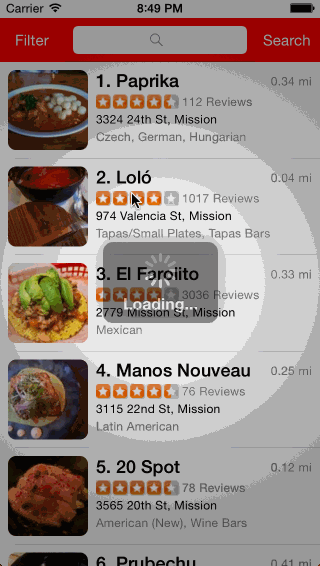 Carrier 8:49 PM
Filter Search
1. Paprika 0.34 mi
112 Reviews
3324 24th St, Mission
Czech, German, Hungarian
2. Loló 0.04 mi
1017 Reviews
974 Valencia St, Mission
Tapas/Small Plates, Tapas Bars
3. El Farolito 0.33 mi
3036 Reviews
Loading...
2779 Mission St, Mission
Mexican
4. Manos Nouveau 0.25 mi
76 Reviews
3115 22nd St, Mission
Latin American
5. 20 Spot 0.12 mi
78 Reviews
3565 20th St, Mission
American (New), Wine Bars
6. Prubechu 0.41 mi